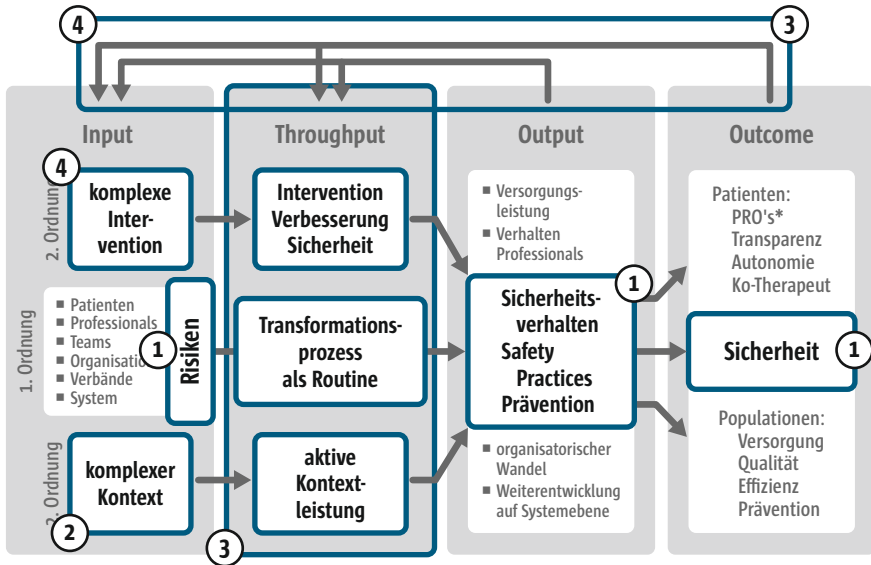 4
3
Input
Throughput
Output
Outcome
4
2. Ordnung
komplexe
Inter-
vention
Intervention
Verbesserung
Sicherheit
■ Versorgungs-
leistung
■ Verhalten
Professionals
Patienten:
PRO's*
Transparenz
Autonomie
Ko-Therapeut
1. Ordnung
■ Patienten
■ Professionals
■ Teams
■ Organisation
■ Verbände
■ System
1
Risiken
Transformations-
prozess
als Routine
1
Sicherheits-
verhalten
Safety
Practices
Prävention
Sicherheit
1
2. Ordnung
komplexer
Kontext
2
aktive
Kontext-
leistung
3
■ organisatorischer
Wandel
■ Weiterentwicklung
auf Systemebene
Populationen:
Versorgung
Qualität
Effizienz
Prävention